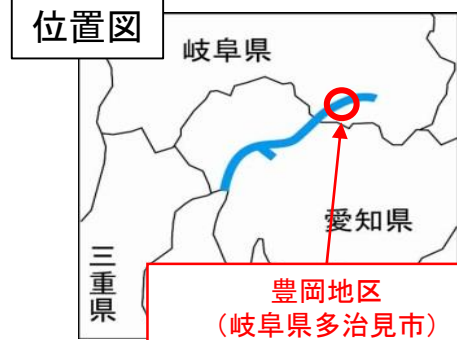 位置図
岐阜県
愛知県
三重県
豊岡地区
（岐阜県多治見市）